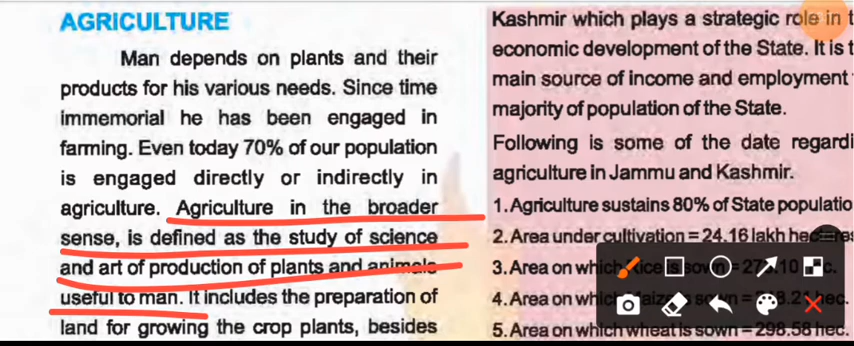 AGRICULTURE
Man depends on plants and their
products for his various needs. Since time
immemorial he has been engaged in
farming. Even today 70% of our population
is engaged directly or indirectly in
agriculture. Agriculture in the broader
sense, is defined as the study of science
and art of production of plants and animals
useful to man. It includes the preparation of
land for growing the crop plants, besides
Kashmir which plays a strategic role in t
economic development of the State. It is t
main source of income and employment
majority of population of the State.
Following is some of the date regardi
agriculture in Jammu and Kashmir.
1. Agriculture sustains 80% of State populatio
2. Area under cultivation = 24.16 lakh
3. Area on which Rice is sown = 10
4. Area on which sown = hec.
5. Area on which wheat is sown = 298.58 hec.